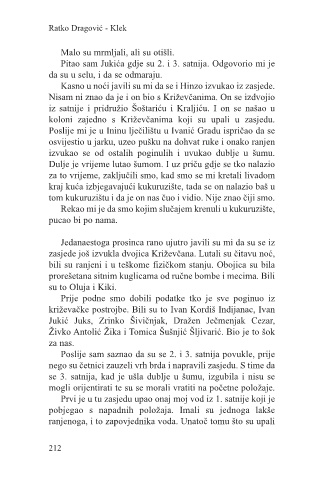 Ratko Dragović - Klek
Malo su mrmljali, ali su otišli.
Pitao sam Jukića gdje su 2. i 3. satnija. Odgovorio mi je
da su u selu, i da se odmaraju.
Kasno u noći javili su mi da se i Hinzo izvukao iz zasjede.
Nisam ni znao da je i on bio s Križevčanima. On se izdvojio
iz satnije i pridružio Šoštariću i Kraljiću. I on se našao u
koloni zajedno s Križevčanima koji su upali u zasjedu.
Poslije mi je u Ininu lječilištu u Ivanić Gradu ispričao da se
osvijestio u jarku, uzeo pušku na dohvat ruke i onako ranjen
izvukao se od ostalih poginulih i uvukao dublje u šumu.
Dulje je vrijeme lutao šumom. I uz priču gdje se tko nalazio
za to vrijeme, zaključili smo, kad smo se mi kretali livadom
kraj kuća izbjegavajući kukuruzište, tada se on nalazio baš u
tom kukuruzištu i da je on nas čuo i vidio. Nije znao čiji smo.
Rekao mi je da smo kojim slučajem krenuli u kukuruzište,
pucao bi po nama.
Jedanaestoga prosinca rano ujutro javili su mi da su se iz
zasjede još izvukla dvojica Križevčana. Lutali su čitavu noć,
bili su ranjeni i u teškome fizičkom stanju. Obojica su bila
prorešetana sitnim kuglicama od ručne bombe i mecima. Bili
su to Oluja i Kiki.
Prije podne smo dobili podatke tko je sve poginuo iz
križevačke postrojbe. Bili su to Ivan Kordiš Indijanac, Ivan
Jukić Juks, Zrinko Šivičnjak, Dražen Ječmenjak Cezar,
Živko Antolić Žika i Tomica Šušnjić Šljivarić. Bio je to šok
za nas.
Poslije sam saznao da su se 2. i 3. satnija povukle, prije
nego su četnici zauzeli vrh brda i napravili zasjedu. S time da
se 3. satnija, kad je ušla dublje u šumu, izgubila i nisu se
mogli orijentirati te su se morali vratiti na početne položaje.
Prvi je u tu zasjedu upao onaj moj vod iz 1. satnije koji je
pobjegao s napadnih položaja. Imali su jednoga lakše
ranjenoga, i to zapovjednika voda. Unatoč tomu što su upali
212